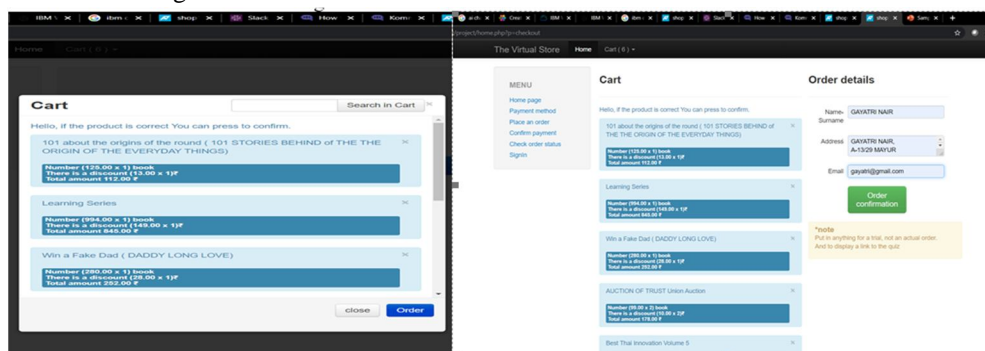 IBM
ibm
shop
Slack
How
Kom
IBM
ibm
shop
Slack
How
shop
shop
/project/home.php?p=checkout
Home Cart ( 6 )
The Virtual Store Home Cart ( 6 )
Cart
Search in Cart
Hello, If the product is correct You can press to confirm.
101 about the origins of the round ( 101 STORIES BEHIND of THE THE
ORIGIN OF THE EVERYDAY THINGS)
Number (125.00 x 1) book
There is a discount (13.00 x 1)₹
Total amount 112.00 ₹
Learning Series
Number (994.00 x 1) book
There is a discount (149.00 x 1)₹
Total amount 845.00 ₹
Win a Fake Dad ( DADDY LONG LOVE)
Number (280.00 x 1) book
There is a discount (28.00 x 1)₹
Total amount 252.00 ₹
close Order
MENU
Home page
Payment method
Place an order
Confirm payment
Check order status
Signin
Cart
Hello, If the product is correct You can press to confirm.
101 about the origins of the round ( 101 STORIES BEHIND of
THE THE ORIGIN OF THE EVERYDAY THINGS)
Number (125.00 x 1) book
There is a discount (13.00 x 1)₹
Total amount 112.00 ₹
Learning Series
Number (994.00 x 1) book
There is a discount (149.00 x 1)₹
Total amount 845.00 ₹
Win a Fake Dad ( DADDY LONG LOVE)
Number (280.00 x 1) book
There is a discount (28.00 x 1)₹
Total amount 252.00 ₹
AUCTION OF TRUST Union Auction
Number (99.00 x 2) book
There is a discount (10.00 x 2)₹
Total amount 178.00 ₹
Best Thai Innovation Volume 5
Order details
Name-
Surname
GAYATRI NAIR
Address
GAYATRI NAIR,
A-13/29 MAYUR
Email
gayatri@gmail.com
Order
confirmation
*note
Put in anything for a trial, not an actual order.
And to display a link to the quiz